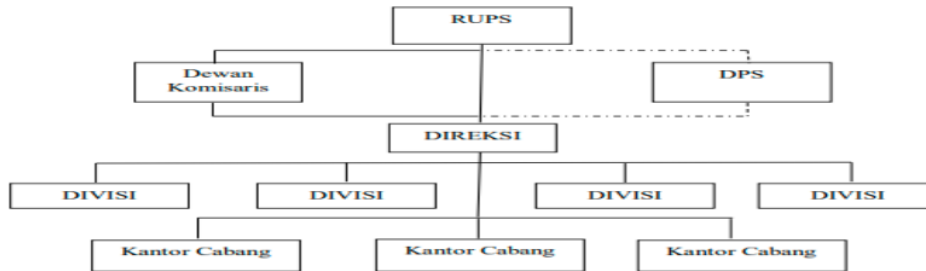 RUPS
Dewan
Komisaris
DPS
DIREKSI
DIVISI
DIVISI
DIVISI
DIVISI
Kantor Cabang
Kantor Cabang
Kantor Cabang